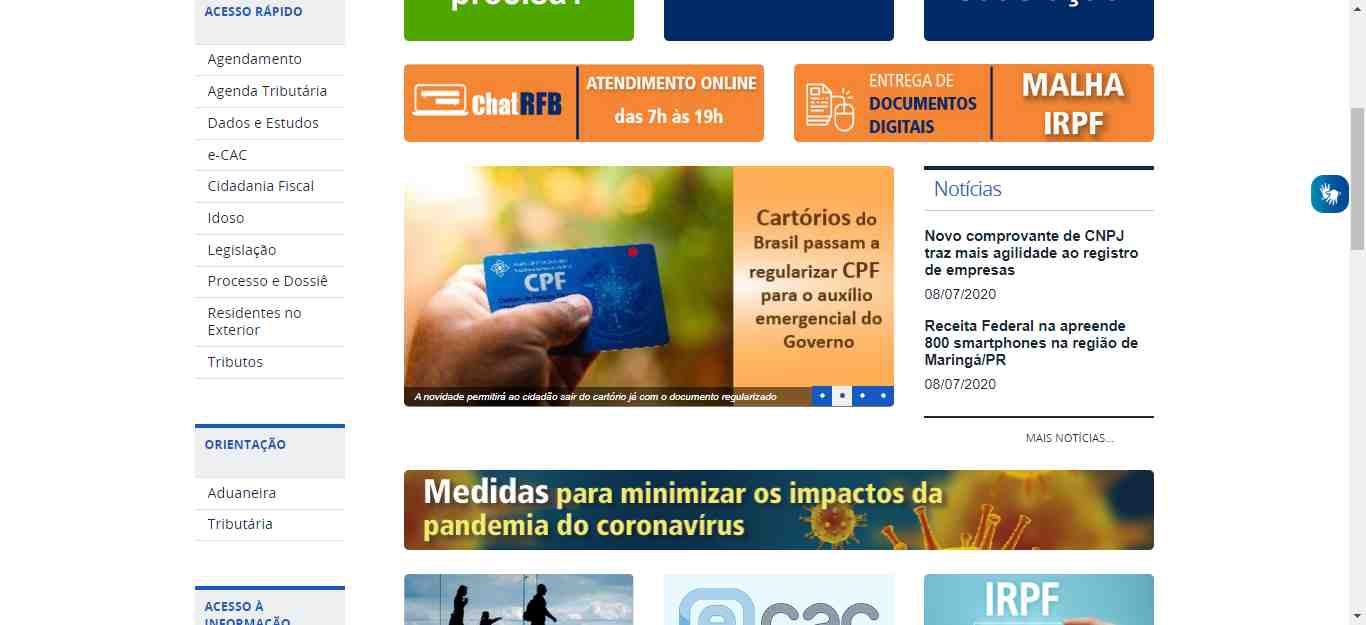 ACESSO RÁPIDO
Agendamento
Agenda Tributária
Dados e Estudos
e-CAC
Cidadania Fiscal
Idoso
Legislação
Processo e Dossiê
Residentes no
Exterior
Tributos
ORIENTAÇÃO
Aduaneira
Tributária
ACESSO À
INFORMAÇÃO
chatRFB
ATENDIMENTO ONLINE
das 7h às 19h
ENTREGA DE
DOCUMENTOS
DIGITAIS
MALHA
IRPF
CPF
Cartórios do
Brasil passam a
regularizar CPF
para o auxílio
emergencial do
Governo
A novidade permitirá ao cidadão sair do cartório já com o documento regularizado
Notícias
Novo comprovante de CNPJ
traz mais agilidade ao registro
de empresas
08/07/2020
Receita Federal na apreende
800 smartphones na região de
Maringá/PR
08/07/2020
MAIS NOTÍCIAS...
Medidas para minimizar os impactos da
pandemia do coronavírus
e cac
IRPF